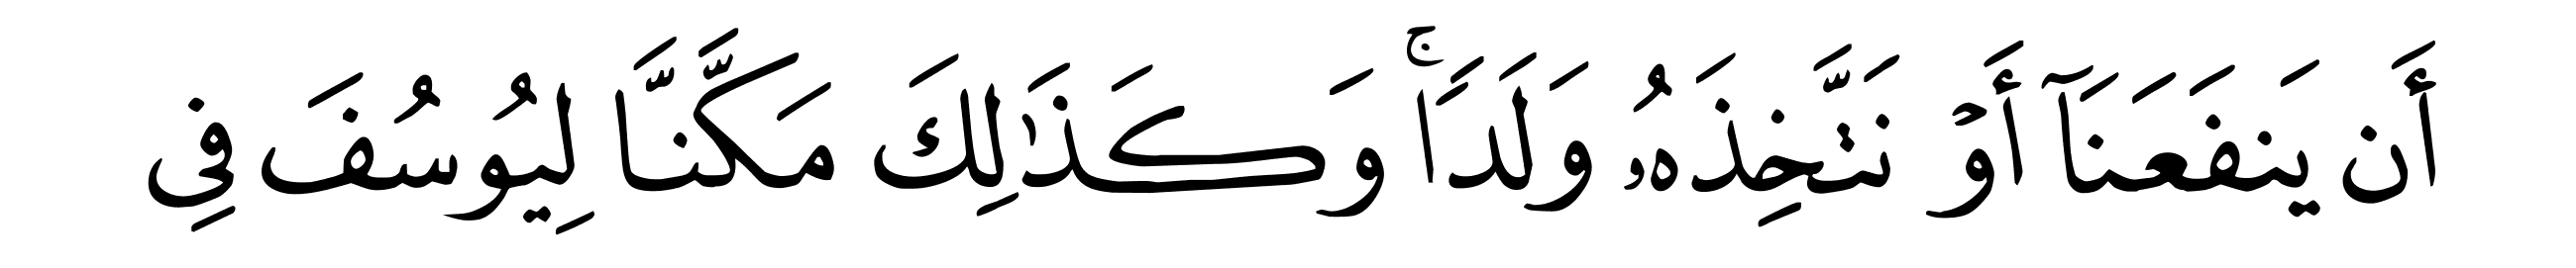 أَن يَنفَعَنَآ أَوۡ نَتَّخِذَهُۥ وَلَدٗاۚ وَكَذَٰلِكَ مَكَّنَّا لِيُوسُفَ فِي